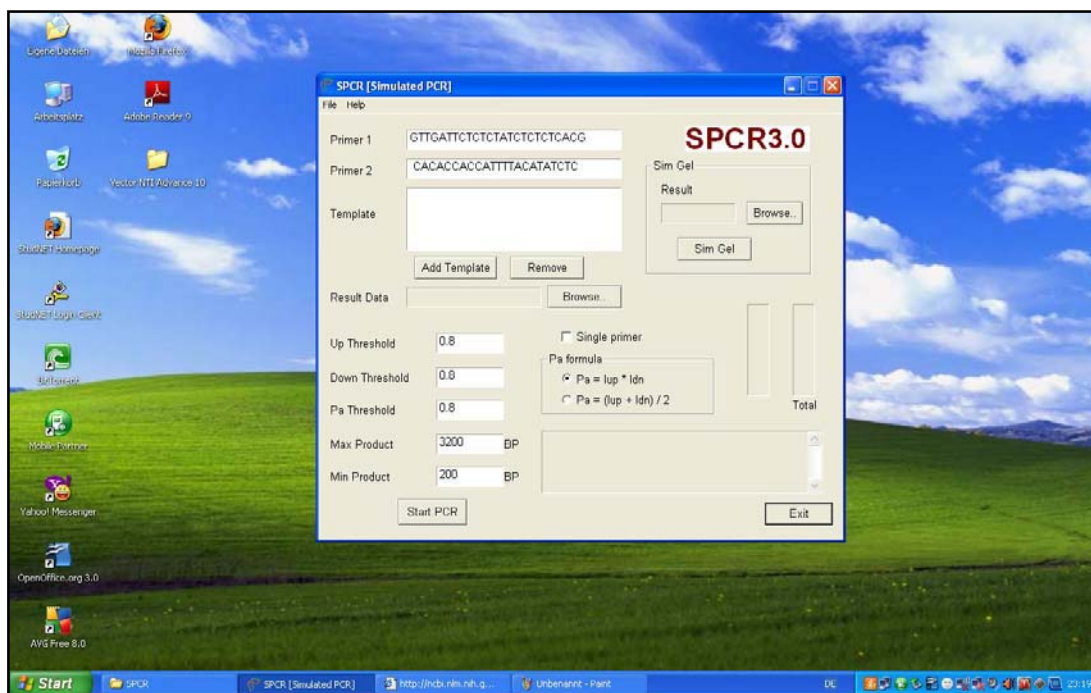 Eigene Dateien
Mozilla Firefox
Arbeitsplatz
Adobe Reader 9
Papierkorb
Vector NTI Advance 10
StudNET Homepage
StudNET Login Client
BitTorrent
Mobile Partner
Yahoo! Messenger
OpenOffice.org 3.0
AVG Free 8.0
SPCR [Simulated PCR]
File Help
SPCR3.0
Primer 1 GTTGATTCTCTCTATCTCTCTCACG
Primer 2 CACACCACCATTTTACATATCTC
Template
Add Template Remove
Sim Gel
Result
Browse..
Sim Gel
Result Data Browse..
Up Threshold 0.8
Down Threshold 0.8
Pa Threshold 0.8
Max Product 3200 BP
Min Product 200 BP
Single primer
Pa formula
Pa = Iup * Idn
Pa = (Iup + Idn) / 2
Total
Start PCR
Exit
Start
SPCR
SPCR [Simulated PCR]
http://ncbi.nlm.nih.g...
Unbenannt - Paint
DE